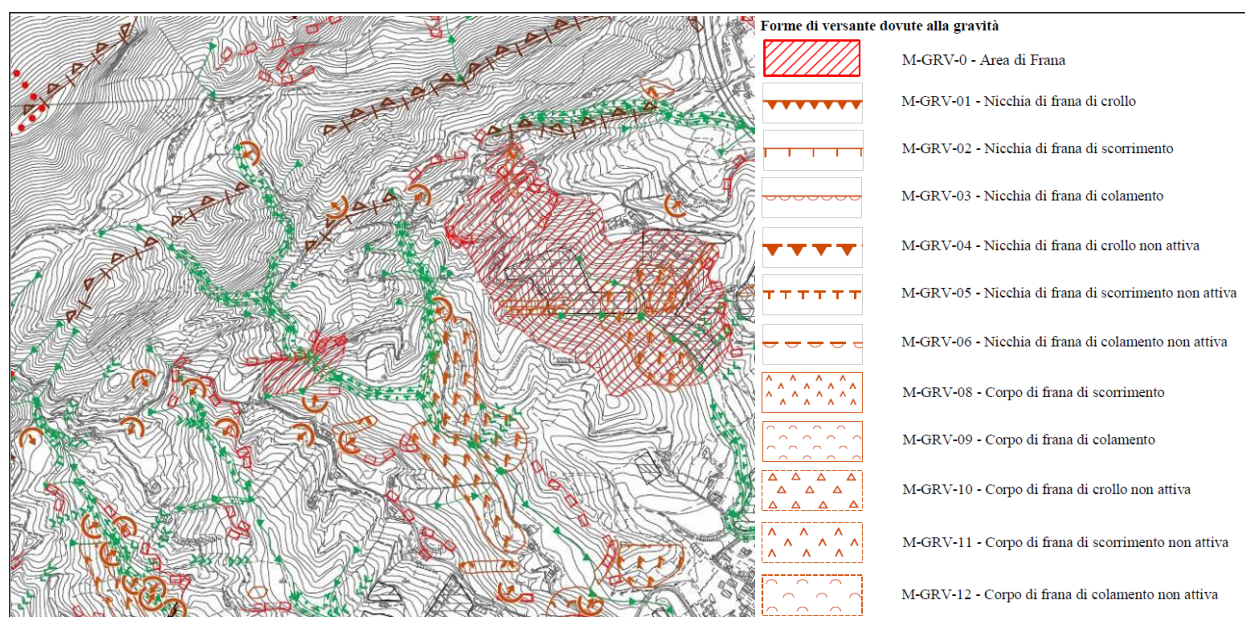 Forme di versante dovute alla gravità
M-GRV-0 - Area di Frana
M-GRV-01 - Nicchia di frana di crollo
M-GRV-02 - Nicchia di frana di scorrimento
M-GRV-03 - Nicchia di frana di colamento
M-GRV-04 - Nicchia di frana di crollo non attiva
M-GRV-05 - Nicchia di frana di scorrimento non attiva
M-GRV-06 - Nicchia di frana di colamento non attiva
M-GRV-08 - Corpo di frana di scorrimento
M-GRV-09 - Corpo di frana di colamento
M-GRV-10 - Corpo di frana di crollo non attiva
M-GRV-11 - Corpo di frana di scorrimento non attiva
M-GRV-12 - Corpo di frana di colamento non attiva